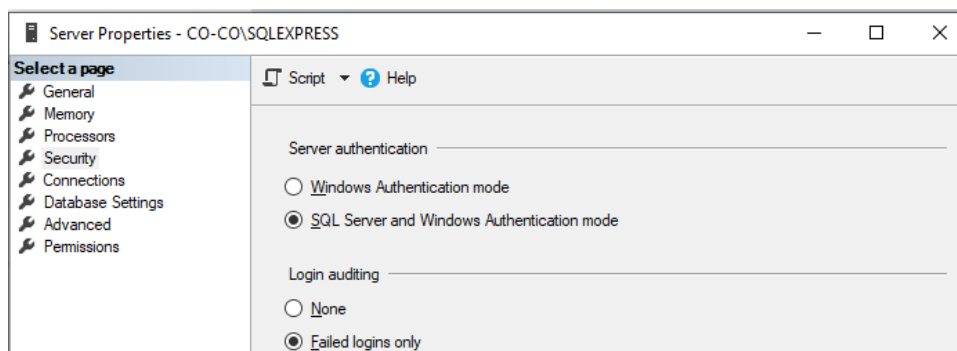 Server Properties - CO-CO\SQLEXPRESS
Select a page
General
Memory
Processors
Security
Connections
Database Settings
Advanced
Permissions
Script
Help
Server authentication
Windows Authentication mode
SQL Server and Windows Authentication mode
Login auditing
None
Failed logins only